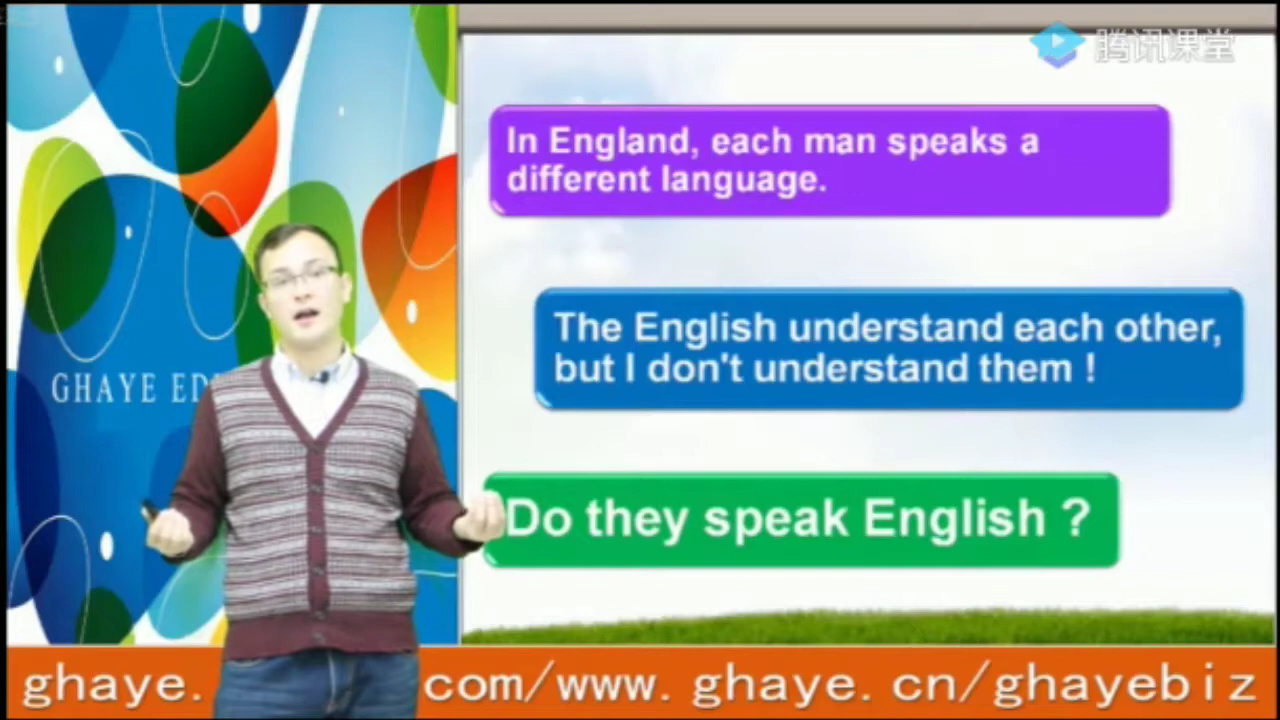 腾讯课堂
In England, each man speaks a
different language.
The English understand each other,
but I don't understand them !
GHAYE
Do they speak English ?
ghaye. com/www. ghaye. cn/ghayebiz